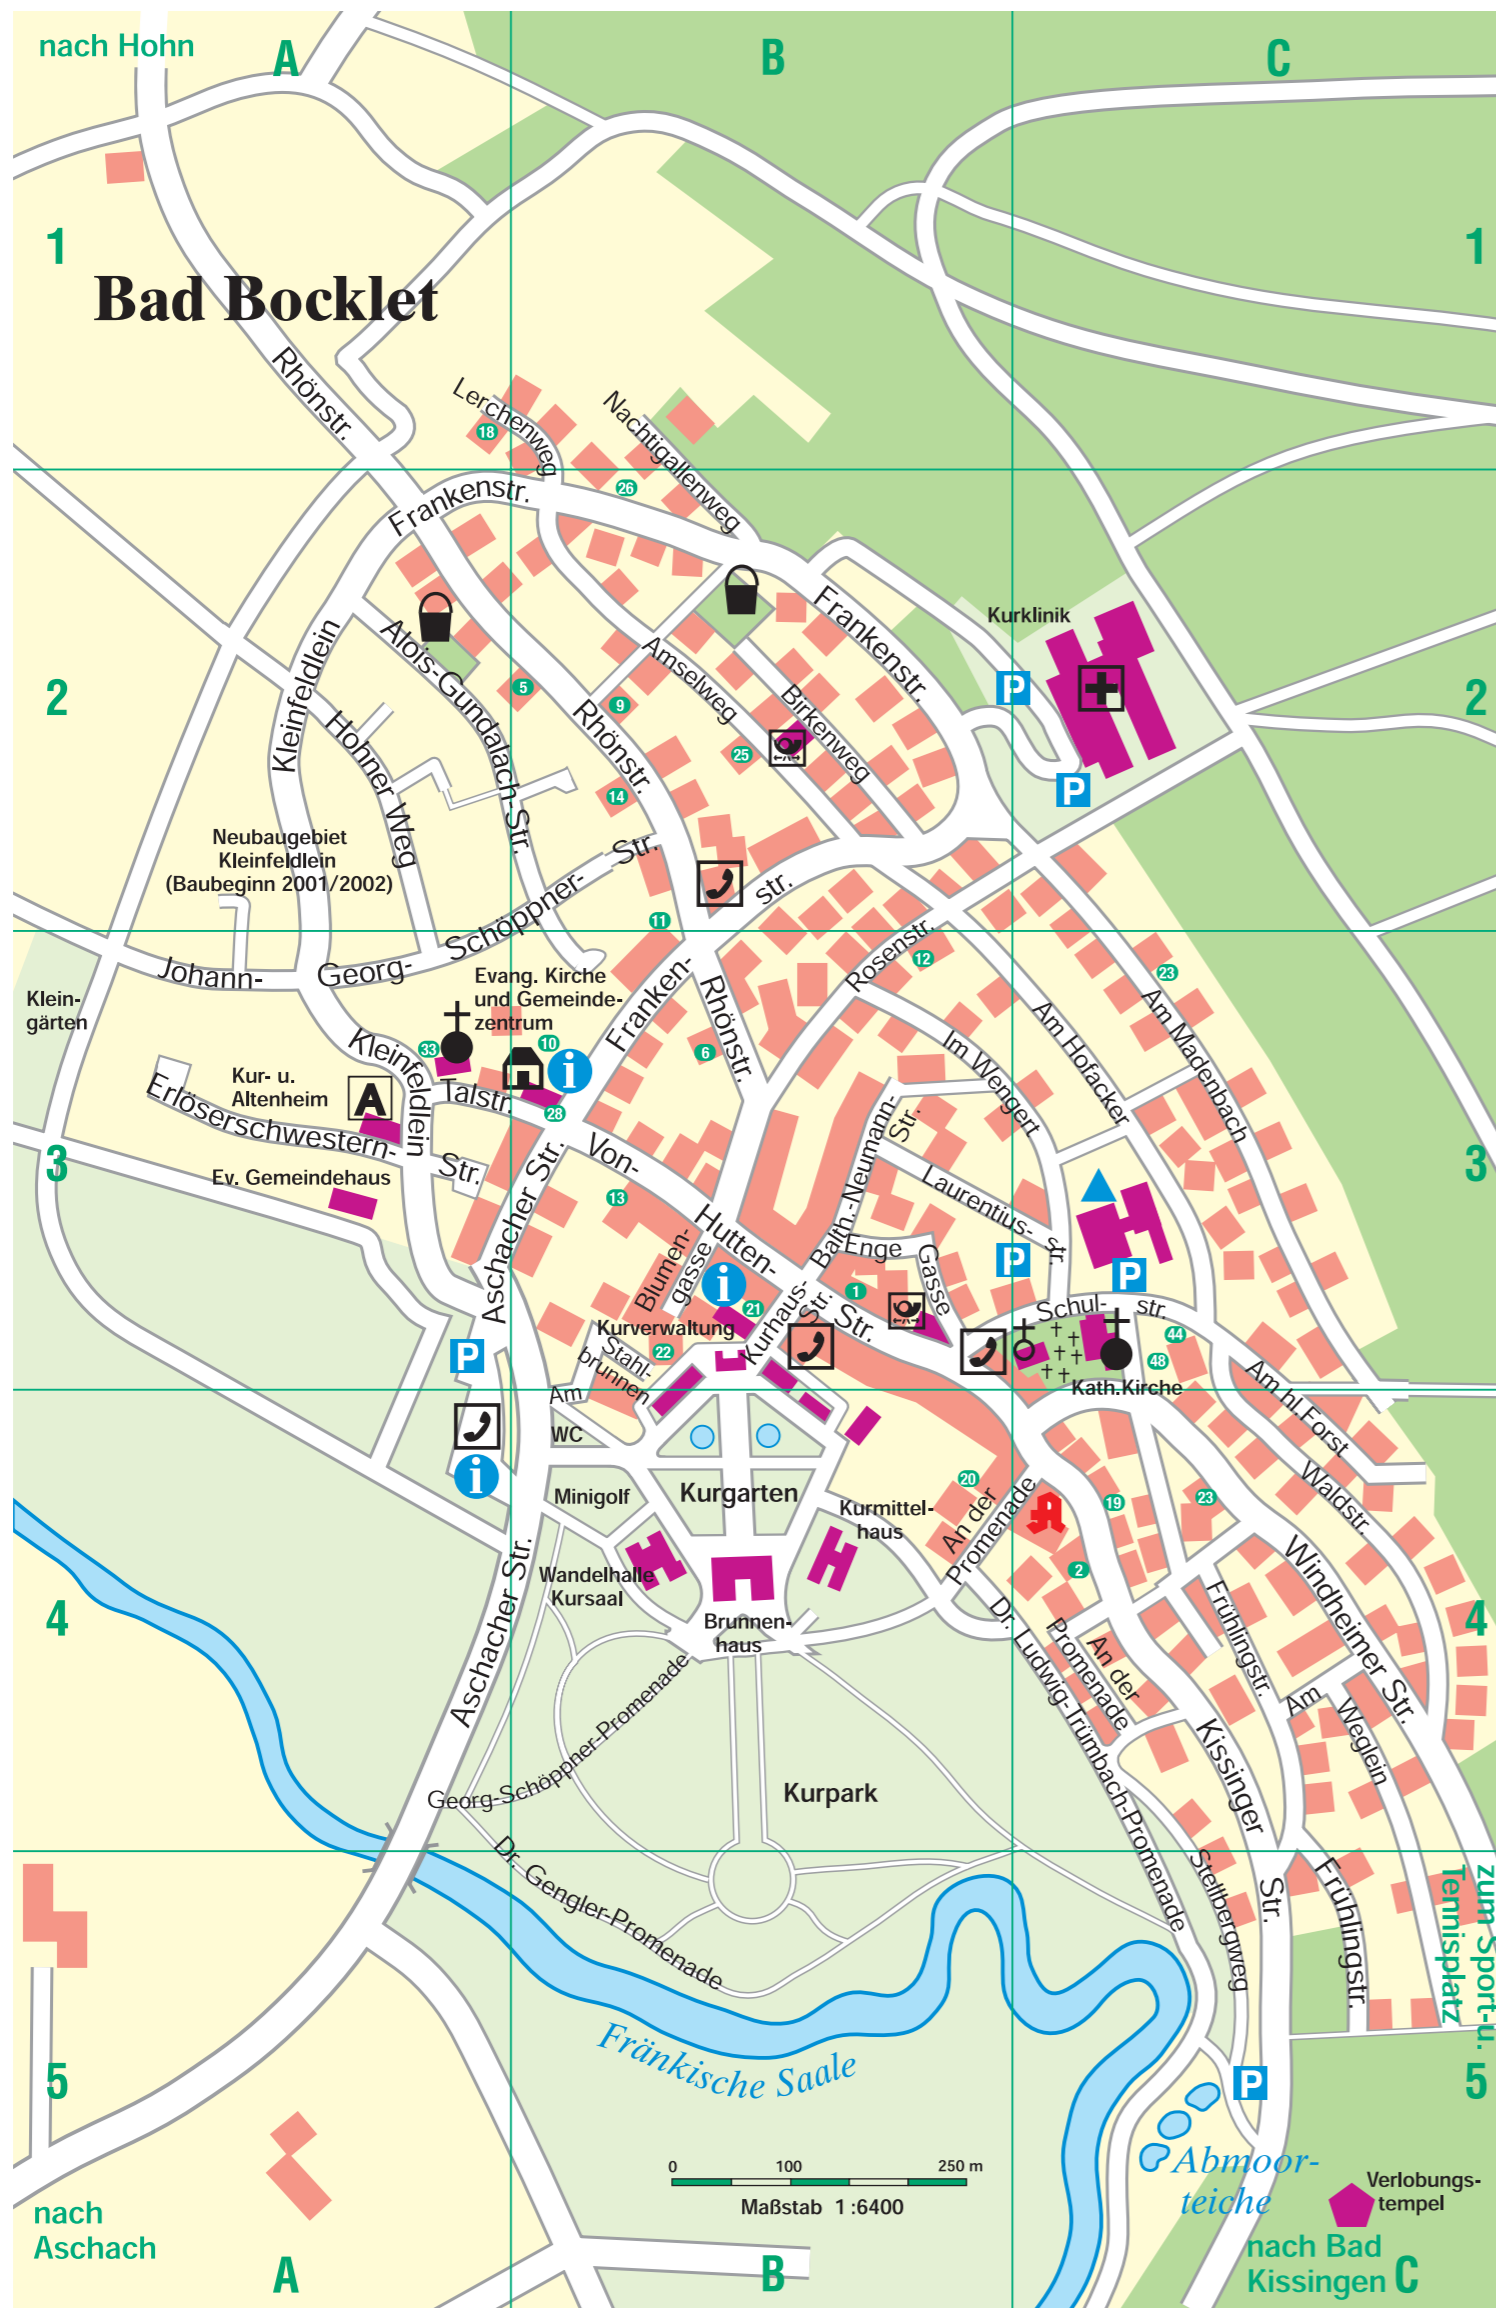 nach Hohn
A
B
C
1
1
Bad Bocklet
Rhönstr.
Lerchenweg
18
Nachtigallenweg
26
Frankenstr.
Kleinfeldlein
Alois-Gundalach-Str.
Hohner Weg
5
9
Amselweg
Birkenweg
Frankenstr.
Kurklinik
P
P
2
2
Rhönstr.
25
14
Neubaugebiet
Kleinfeldlein
(Baubeginn 2001/2002)
Johann-
Georg-
Schöppner-
Str.
11
str.
Franken-
Rhönstr.
Rosenstr.
12
23
Am Madenbach
Am Hofacker
Im Wengert
Klein-
gärten
Evang. Kirche
und Gemeinde-
zentrum
10
33
i
6
Kleinfeldlein
Kur- u.
Altenheim
A
Talstr.
28
Erlöserschwestern-
Str.
Ev. Gemeindehaus
3
3
Aschacher Str.
Von-
Hutten-
Str.
13
Blumen-
gasse
i
21
Kurverwaltung
22
Stahl-
brunnen
Am
Kurhaus-
Str.
Balth.-Neumann-
Str.
Laurentius-
str.
Enge
Gasse
1
P
P
P
Schul-
str.
44
48
Kath.Kirche
Am hl.Forst
Waldstr.
WC
i
Minigolf
Kurgarten
Kurmittel-
haus
Wandelhalle
Kursaal
Brunnen-
haus
20
An der
Promenade
19
23
2
4
4
Aschacher Str.
Windheimer Str.
Frühlingstr.
Am
Weglein
An der
Promenade
Dr. Ludwig-Trümbach-Promenade
Kissinger
Str.
Georg-Schöppner-Promenade
Kurpark
Dr. Gengler-Promenade
Stellbergweg
Frühlingstr.
zum Sport-u.
Tennisplatz
Fränkische Saale
5
5
P
Abmoor-
teiche
Verlobungs-
tempel
0
100
250 m
Maßstab 1:6400
nach
Aschach
nach Bad
Kissingen
A
B
C